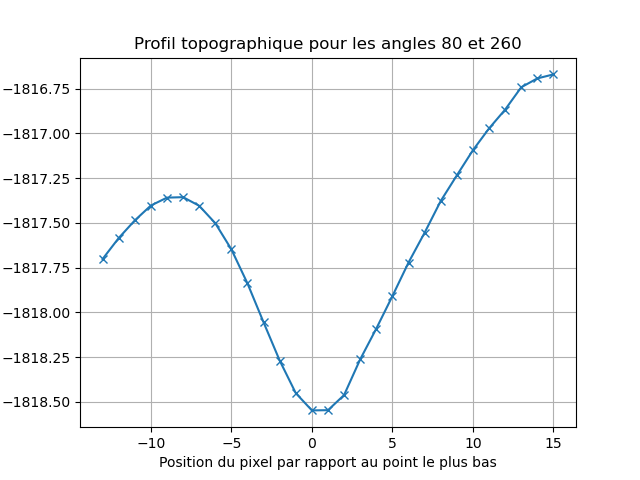 Profil topographique pour les angles 80 et 260
−1816.75
−1817.00
−1817.25
−1817.50
−1817.75
−1818.00
−1818.25
−1818.50
−10 −5 0 5 10 15
Position du pixel par rapport au point le plus bas